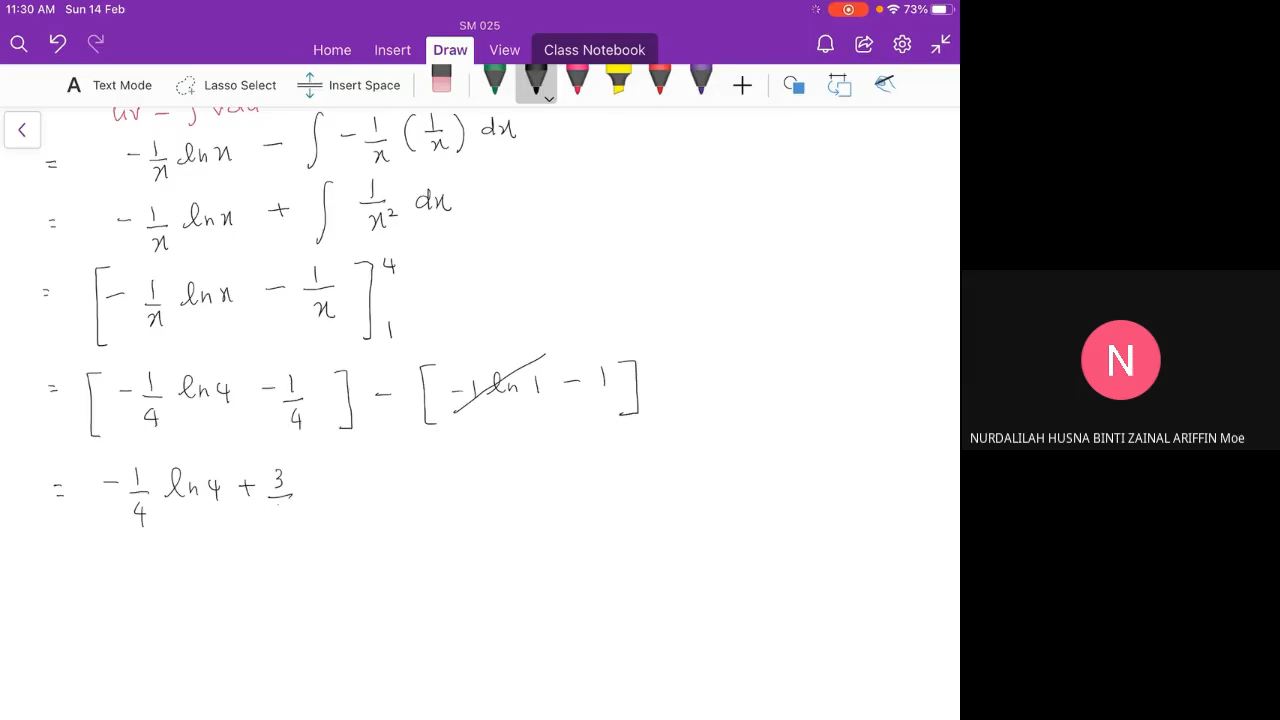 11:30 AM Sun 14 Feb 73%
SM 025
Home Insert Draw View Class Notebook
Text Mode Lasso Select Insert Space
uv - ∫ vdu
= -1/x ln x - ∫ -1/x (1/x) dx
= -1/x ln x + ∫ 1/x² dx
= [ -1/x ln x - 1/x ]₁⁴
= [ -1/4 ln 4 - 1/4 ] - [ -1 ln 1 - 1 ]
= -1/4 ln 4 + 3/
N
NURDALILAH HUSNA BINTI ZAINAL ARIFFIN Moe